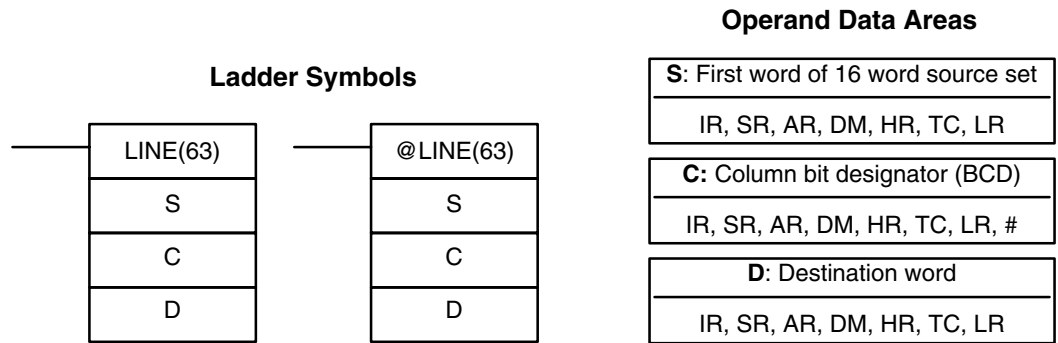 Ladder Symbols
LINE(63)
S
C
D
@LINE(63)
S
C
D
Operand Data Areas
S: First word of 16 word source set
IR, SR, AR, DM, HR, TC, LR
C: Column bit designator (BCD)
IR, SR, AR, DM, HR, TC, LR, #
D: Destination word
IR, SR, AR, DM, HR, TC, LR